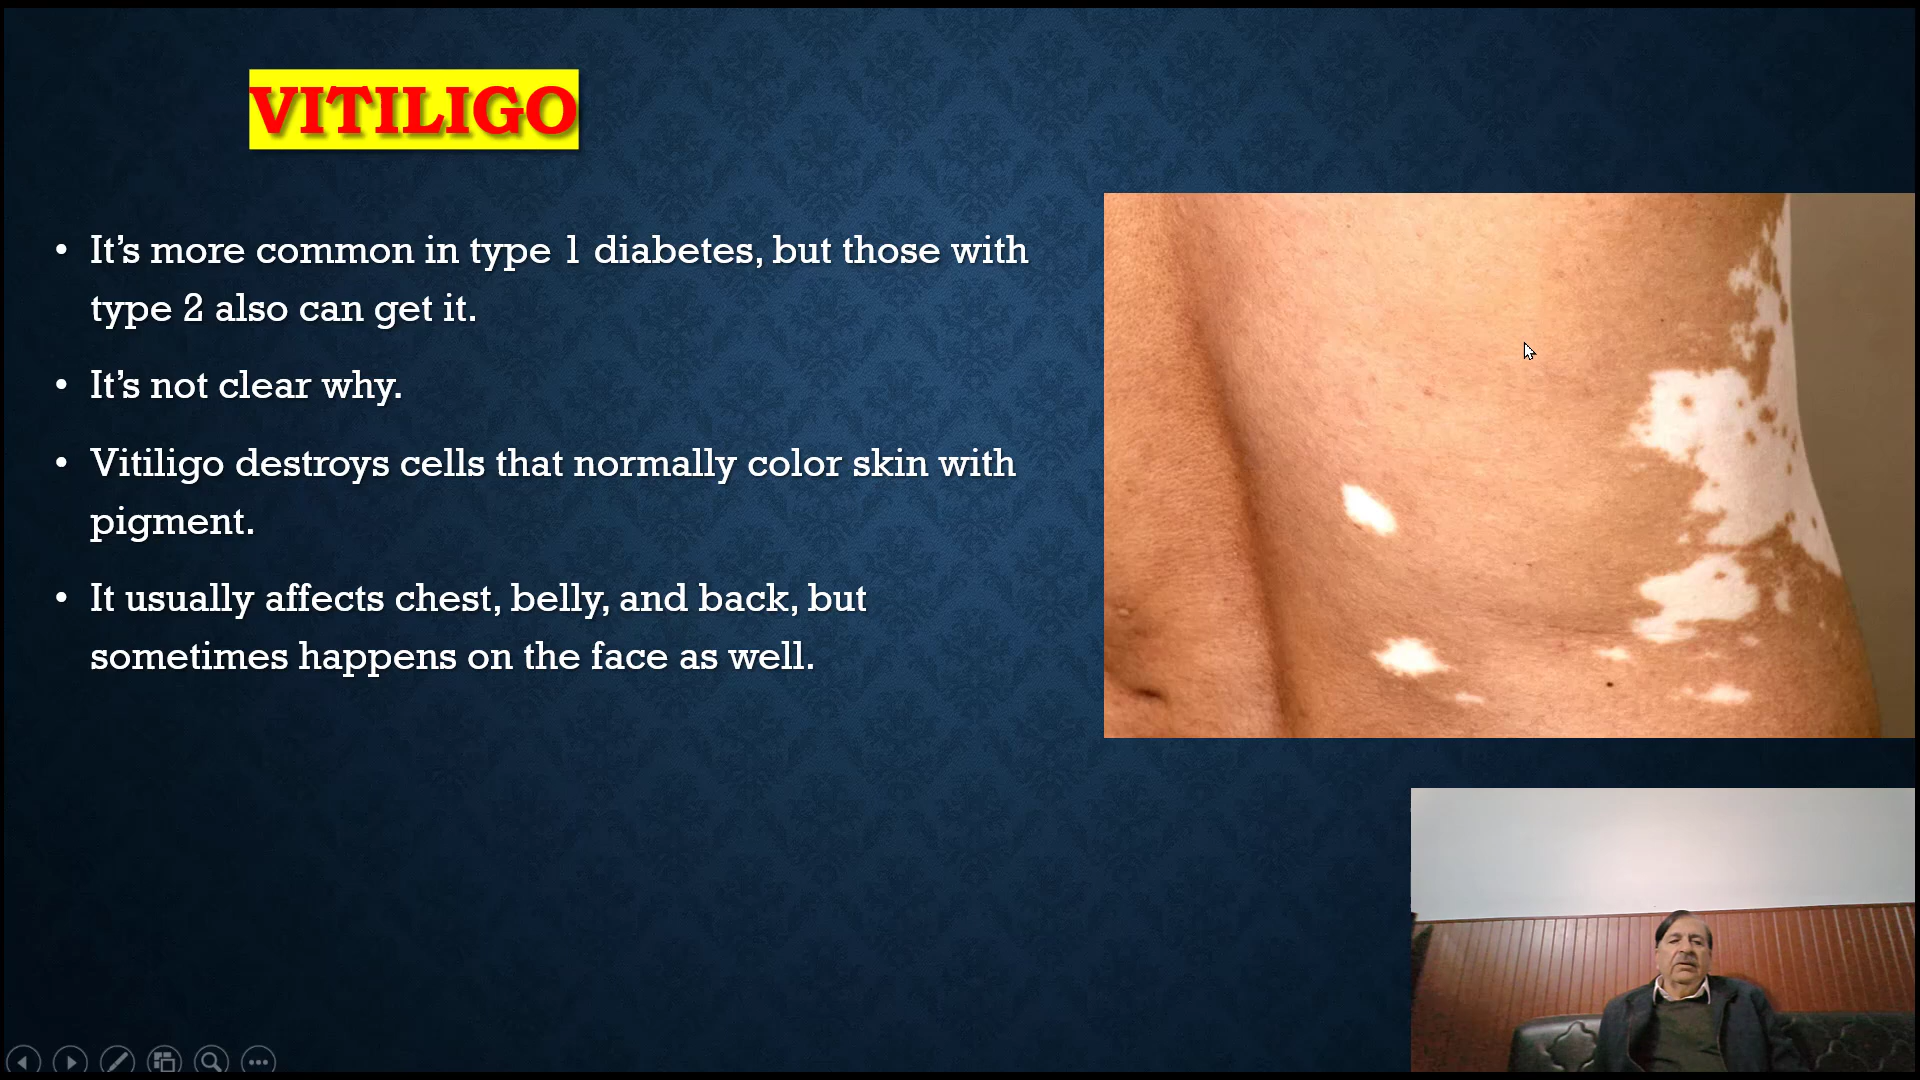 VITILIGO
• It’s more common in type 1 diabetes, but those with
type 2 also can get it.
• It’s not clear why.
• Vitiligo destroys cells that normally color skin with
pigment.
• It usually affects chest, belly, and back, but
sometimes happens on the face as well.